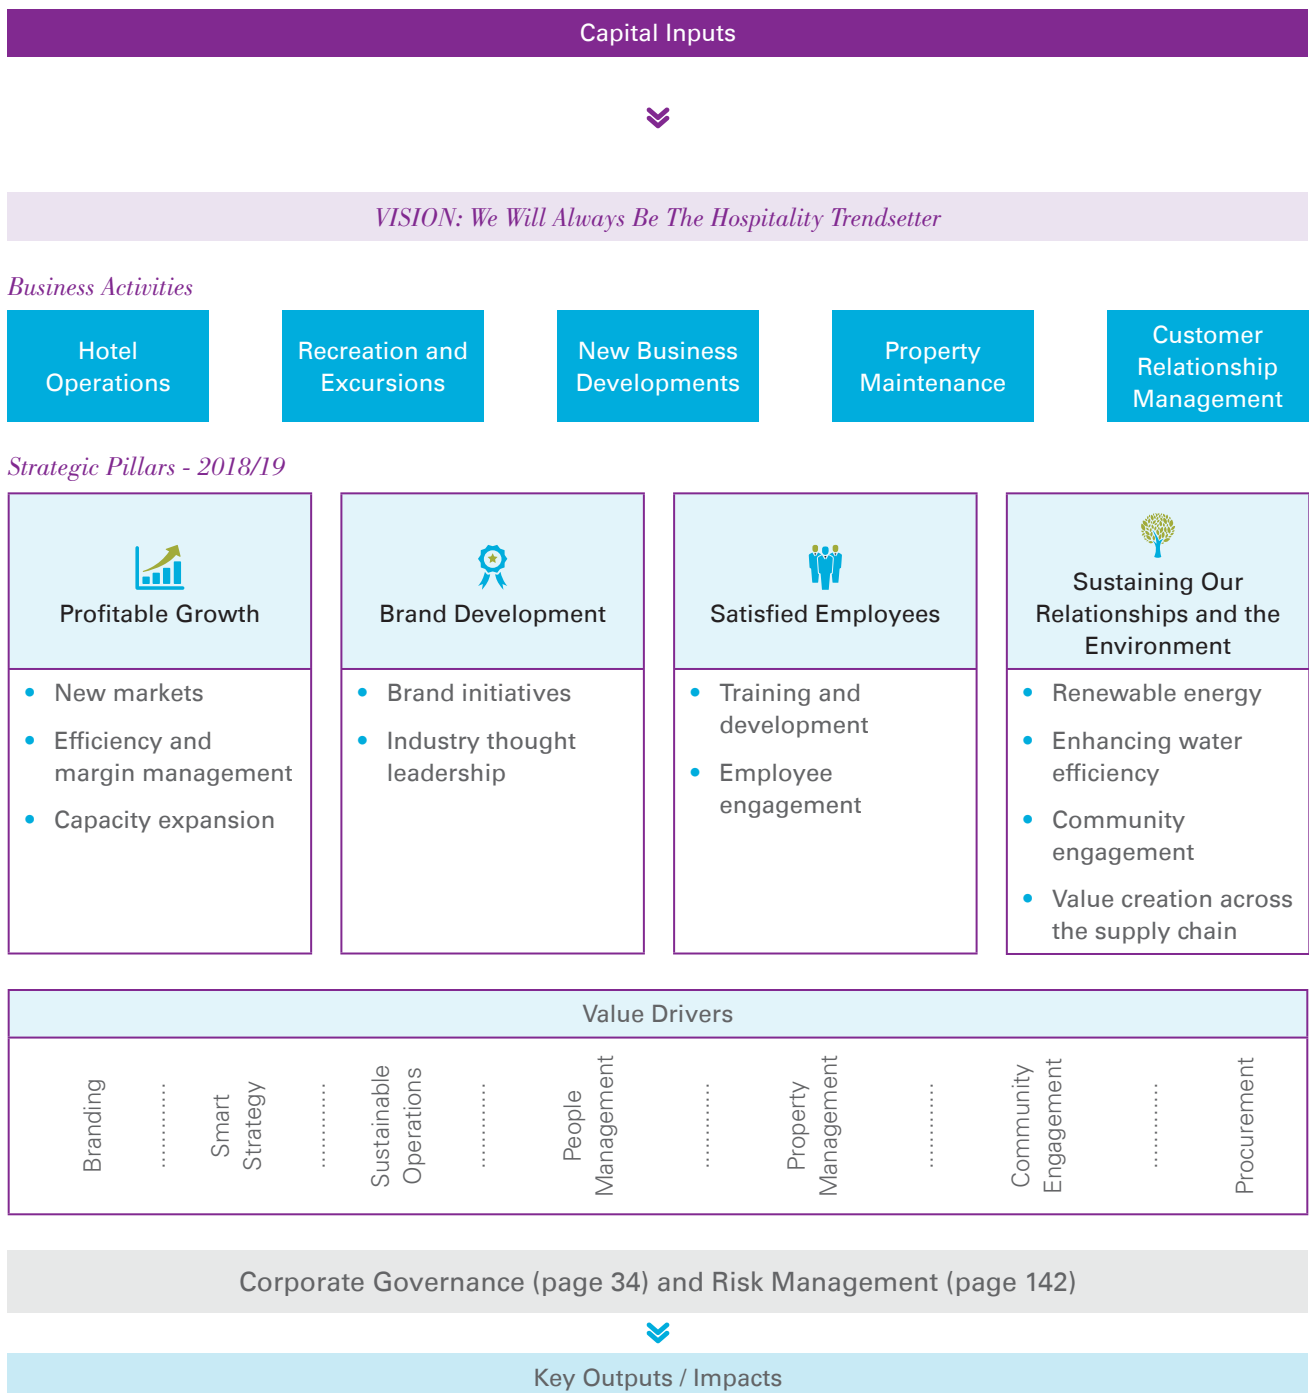 Capital Inputs
VISION: We Will Always Be The Hospitality Trendsetter
Business Activities
Hotel
Operations
Recreation and
Excursions
New Business
Developments
Property
Maintenance
Customer
Relationship
Management
Strategic Pillars - 2018/19
Profitable Growth
• New markets
• Efficiency and
margin management
• Capacity expansion
Brand Development
• Brand initiatives
• Industry thought
leadership
Satisfied Employees
• Training and
development
• Employee
engagement
Sustaining Our
Relationships and the
Environment
• Renewable energy
• Enhancing water
efficiency
• Community
engagement
• Value creation across
the supply chain
Value Drivers
Branding
Smart
Strategy
Sustainable
Operations
People
Management
Property
Management
Community
Engagement
Procurement
Corporate Governance (page 34) and Risk Management (page 142)
Key Outputs / Impacts